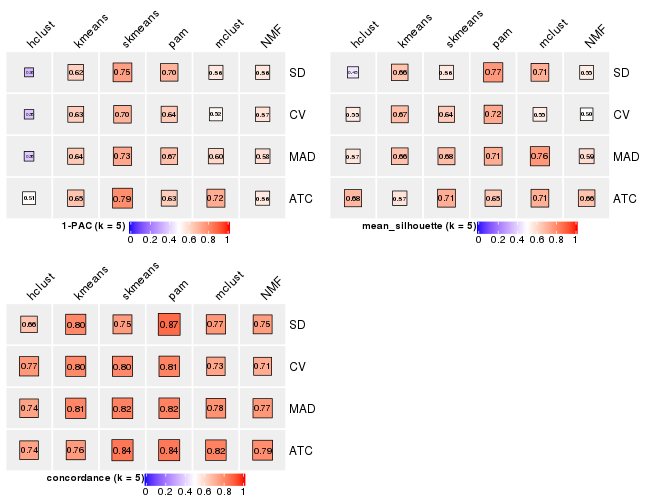 hclust kmeans skmeans pam mclust NMF
0.62 0.75 0.70 0.56 0.56 SD
0.63 0.70 0.64 0.52 0.57 CV
0.64 0.73 0.67 0.60 0.58 MAD
0.51 0.65 0.79 0.63 0.72 0.56 ATC
1-PAC (k = 5)
0 0.2 0.4 0.6 0.8 1
hclust kmeans skmeans pam mclust NMF
0.66 0.56 0.77 0.71 0.55 SD
0.55 0.67 0.64 0.72 0.55 0.50 CV
0.57 0.66 0.68 0.71 0.76 0.59 MAD
0.68 0.57 0.71 0.65 0.71 0.66 ATC
mean_silhouette (k = 5)
0 0.2 0.4 0.6 0.8 1
hclust kmeans skmeans pam mclust NMF
0.66 0.80 0.75 0.87 0.77 0.75 SD
0.77 0.80 0.80 0.81 0.73 0.71 CV
0.74 0.81 0.82 0.82 0.78 0.77 MAD
0.74 0.76 0.84 0.84 0.82 0.79 ATC
concordance (k = 5)
0 0.2 0.4 0.6 0.8 1